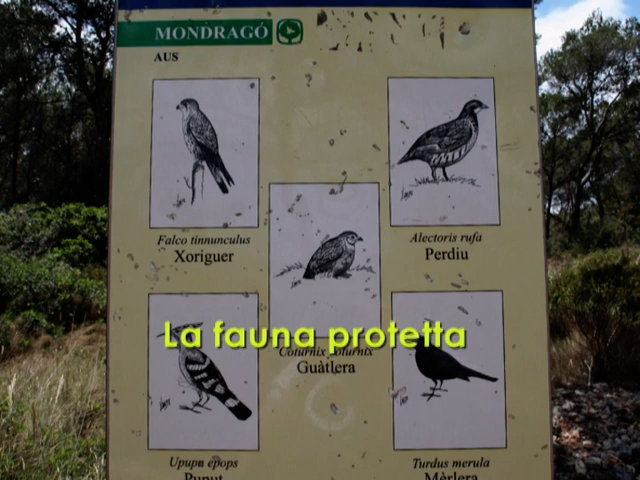 MONDRAGÓ
AUS
Falco tinnunculus
Xoriguer
Alectoris rufa
Perdiu
La fauna protetta
Coturnix coturnix
Guàtlera
Upupa epops
Puput
Turdus merula
Mèrlera